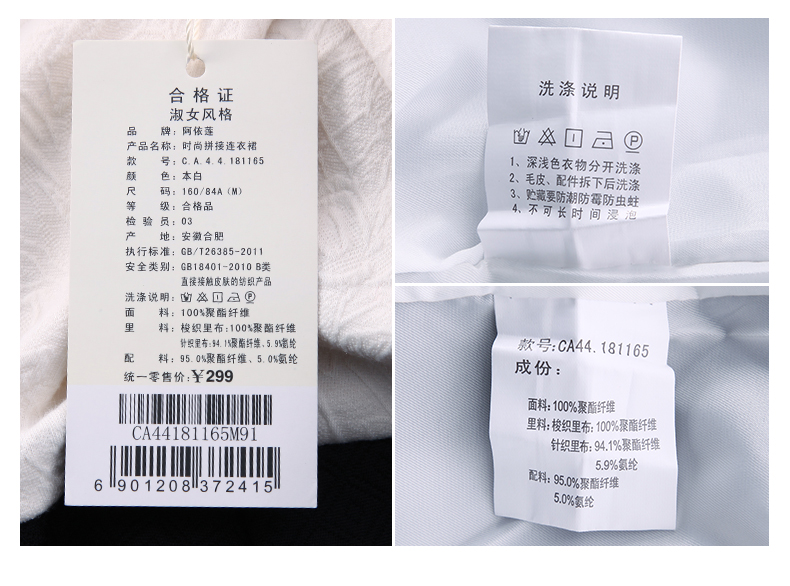 合格证
淑女风格
品 牌：阿依莲
产品名称：时尚拼接连衣裙
款 号：C.A.4.4.181165
颜 色：本白
尺 码：160/84A（M）
等 级：合格品
检 验 员：03
产 地：安徽合肥
执行标准：GB/T26385-2011
安全类别：GB18401-2010 B类
直接接触皮肤的纺织产品
洗涤说明：
面 料：100%聚酯纤维
里 料：梭织里布：100%聚酯纤维
针织里布：94.1%聚酯纤维、5.9%氨纶
配 料：95.0%聚酯纤维、5.0%氨纶
统一零售价：￥299
CA44181165M91
6 901208 372415
洗涤说明
1、深浅色衣物分开洗涤
2、毛皮、配件拆下后洗涤
3、贮藏要防潮防霉防虫蛀
4、不可长时间浸泡
款号：CA44.181165
成份：
面料：100%聚酯纤维
里料：梭织里布：100%聚酯纤维
针织里布：94.1%聚酯纤维
5.9%氨纶
配料：95.0%聚酯纤维
5.0%氨纶